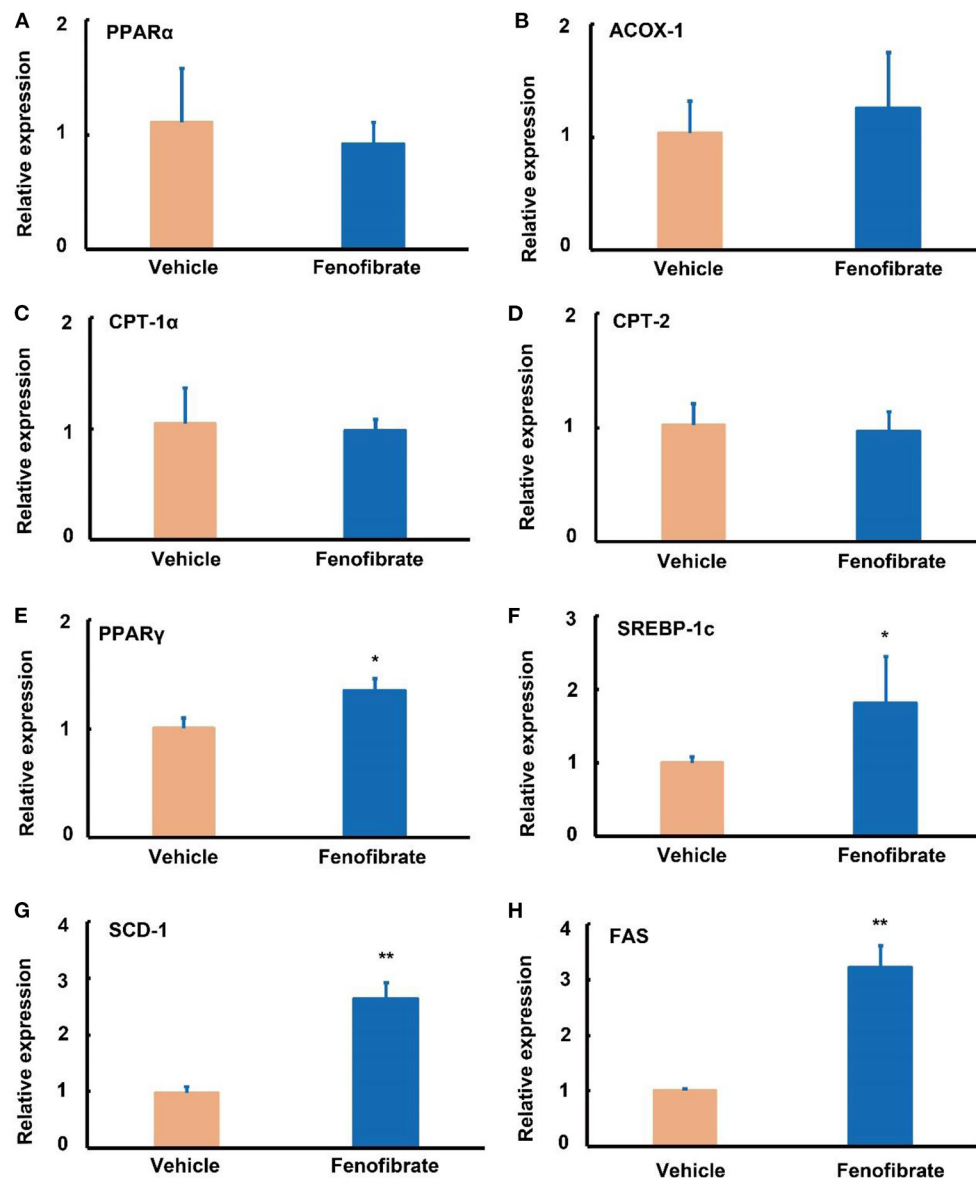 A
PPARα
Relative expression
2
1
0
Vehicle
Fenofibrate
B
ACOX-1
Relative expression
2
1
0
Vehicle
Fenofibrate
C
CPT-1α
Relative expression
2
1
0
Vehicle
Fenofibrate
D
CPT-2
Relative expression
2
1
0
Vehicle
Fenofibrate
E
PPARγ
Relative expression
2
1
0
*
Vehicle
Fenofibrate
F
SREBP-1c
Relative expression
3
2
1
0
*
Vehicle
Fenofibrate
G
SCD-1
Relative expression
4
3
2
1
0
**
Vehicle
Fenofibrate
H
FAS
Relative expression
4
3
2
1
0
**
Vehicle
Fenofibrate